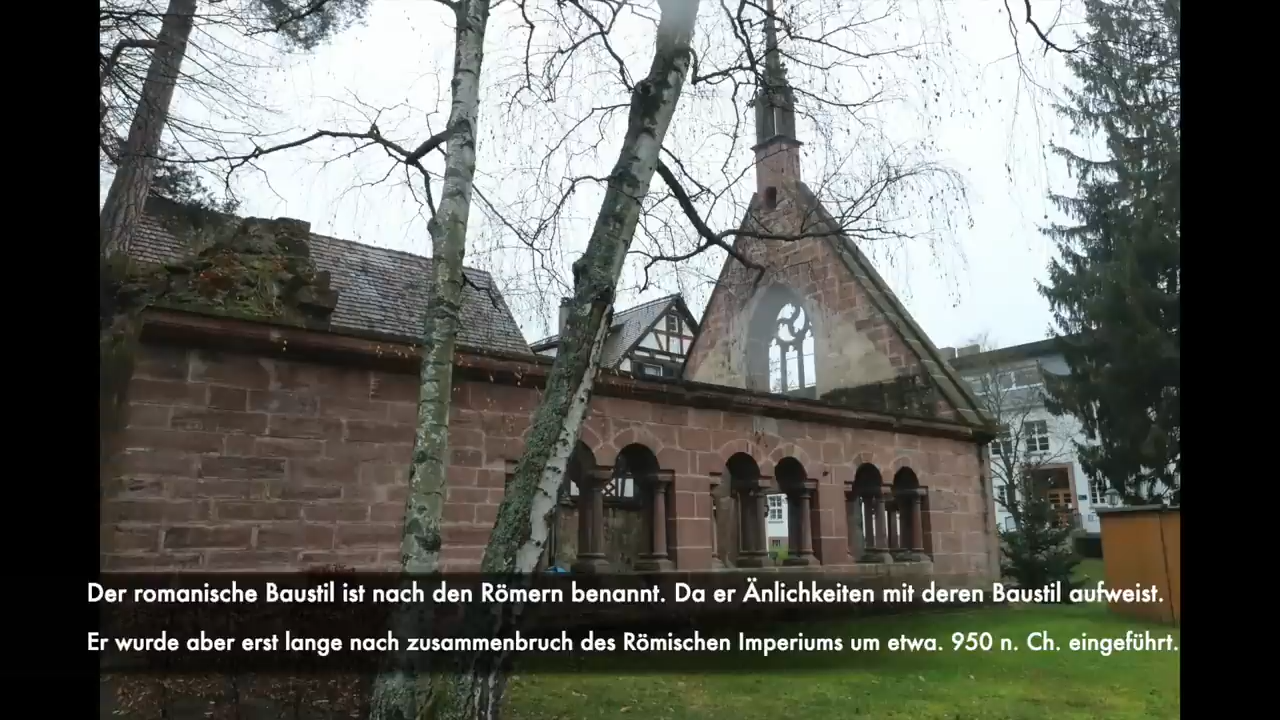 Der romanische Baustil ist nach den Römern benannt. Da er Änlichkeiten mit deren Baustil aufweist.
Er wurde aber erst lange nach zusammenbruch des Römischen Imperiums um etwa. 950 n. Ch. eingeführt.